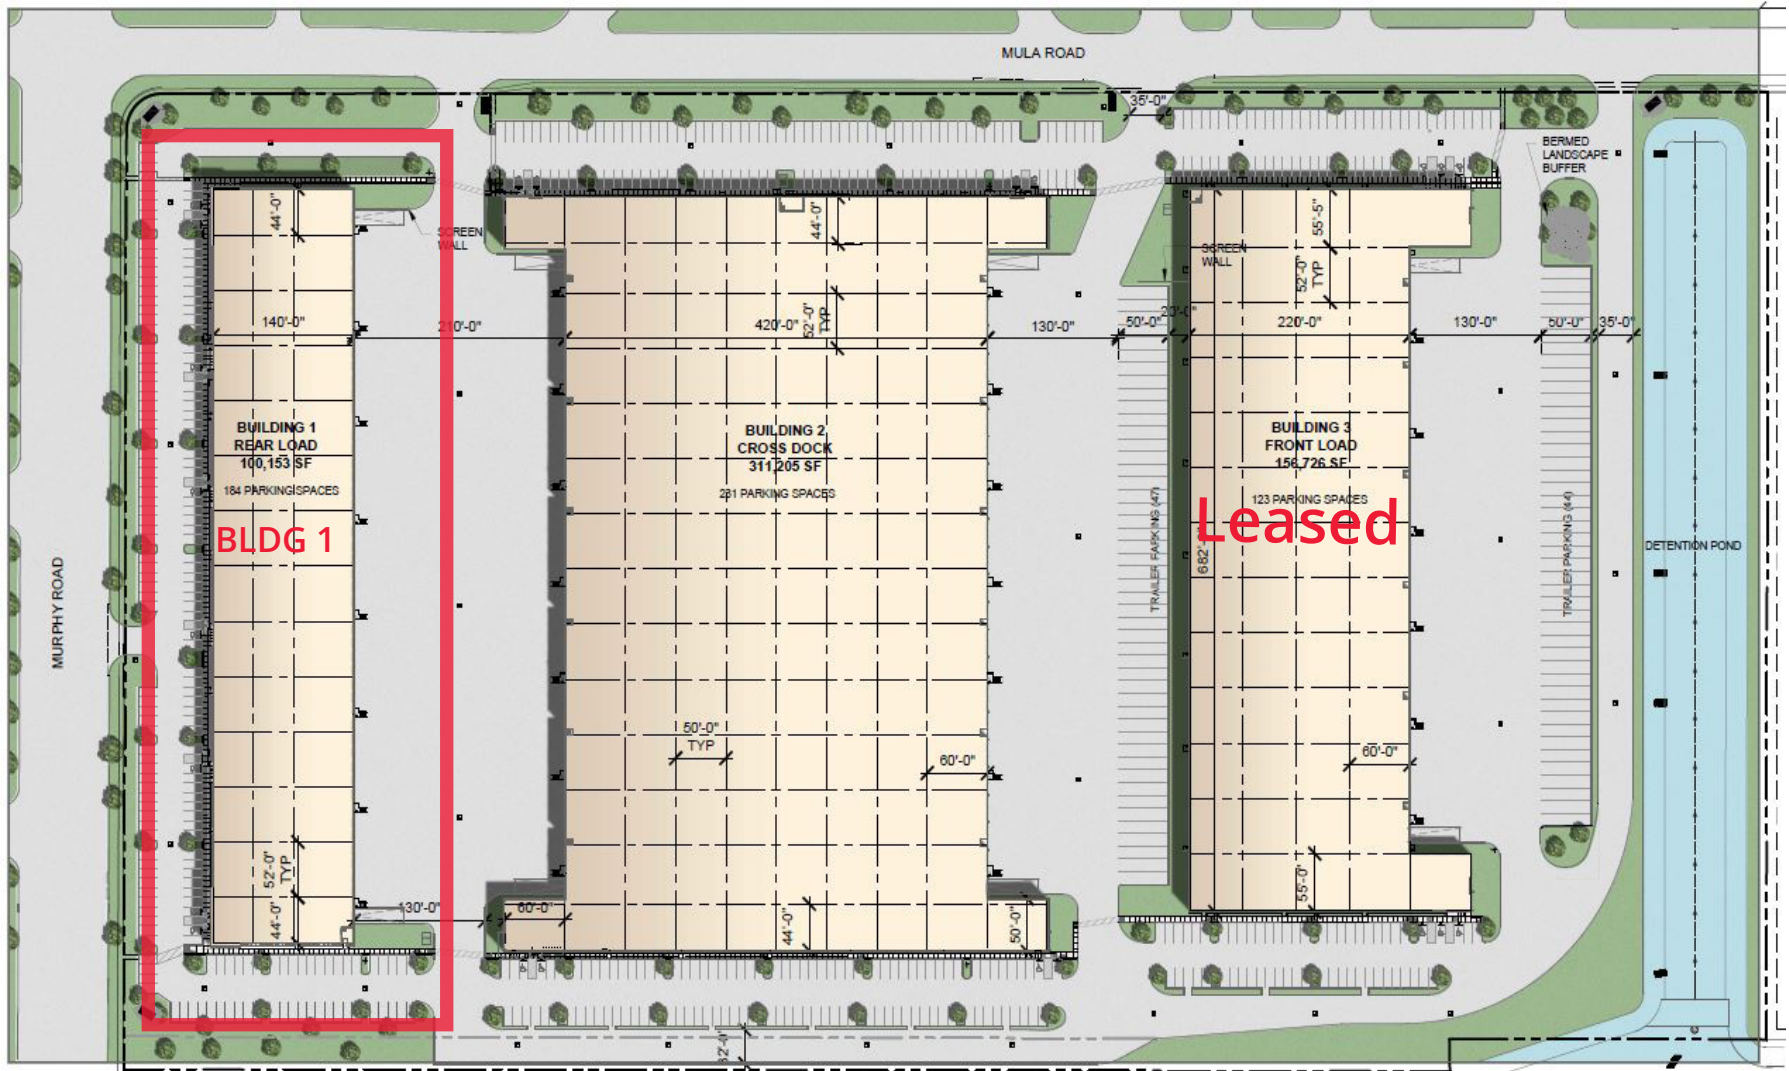 MULA ROAD
35'-0"
BERMED
LANDSCAPE
BUFFER
44'-0"
SCREEN
WALL
44'-0"
55'-5"
SCREEN
WALL
52'-0"
TYP
52'-0"
TYP
140'-0"
210'-0"
420'-0"
130'-0"
50'-0"
20'-0"
220'-0"
130'-0"
50'-0"
35'-0"
BUILDING 1
REAR LOAD
100,153 SF
184 PARKING SPACES
BLDG 1
BUILDING 2
CROSS DOCK
311,205 SF
231 PARKING SPACES
BUILDING 3
FRONT LOAD
156,726 SF
123 PARKING SPACES
Leased
TRAILER PARKING (47)
TRAILER PARKING (44)
DETENTION POND
MURPHY ROAD
50'-0"
TYP
60'-0"
60'-0"
52'-0"
TYP
44'-0"
130'-0"
60'-0"
44'-0"
50'-0"
55'-0"